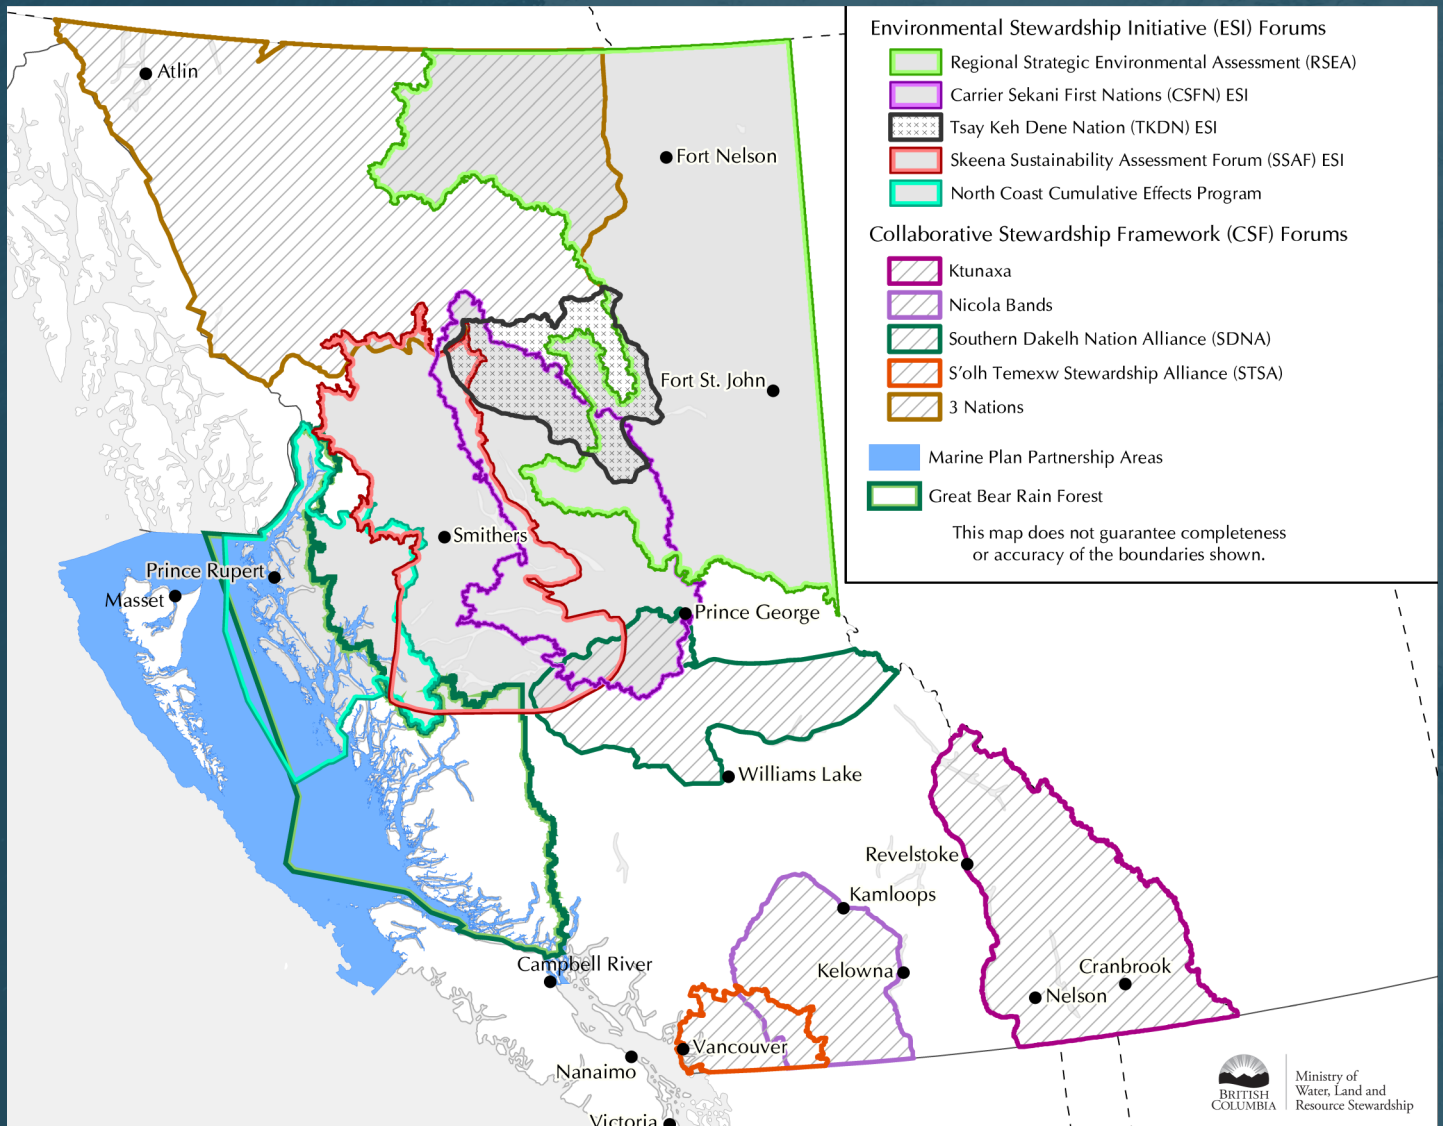 Environmental Stewardship Initiative (ESI) Forums
Regional Strategic Environmental Assessment (RSEA)
Carrier Sekani First Nations (CSFN) ESI
Tsay Keh Dene Nation (TKDN) ESI
Skeena Sustainability Assessment Forum (SSAF) ESI
North Coast Cumulative Effects Program
Collaborative Stewardship Framework (CSF) Forums
Ktunaxa
Nicola Bands
Southern Dakelh Nation Alliance (SDNA)
S'olh Temexw Stewardship Alliance (STSA)
3 Nations
Marine Plan Partnership Areas
Great Bear Rain Forest
This map does not guarantee completeness
or accuracy of the boundaries shown.
Atlin
Fort Nelson
Fort St. John
Smithers
Prince Rupert
Masset
Prince George
Williams Lake
Revelstoke
Kamloops
Kelowna
Cranbrook
Nelson
Campbell River
Vancouver
Nanaimo
Victoria
BRITISH
COLUMBIA
Ministry of
Water, Land and
Resource Stewardship